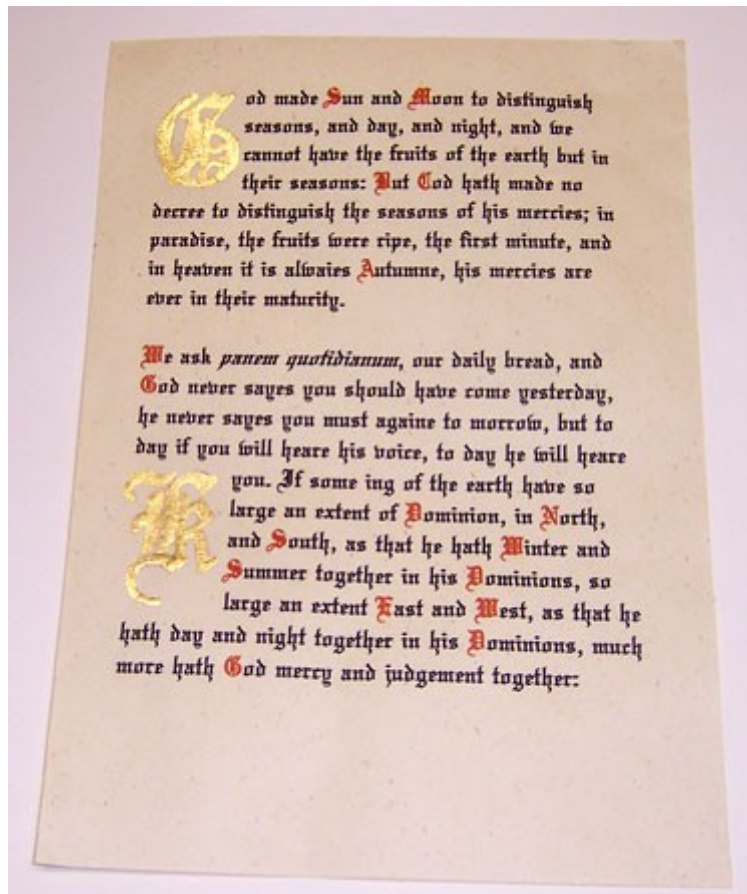 God made Sun and Moon to distinguish
seasons, and day, and night, and we
cannot have the fruits of the earth but in
their seasons: But God hath made no
decree to distinguish the seasons of his mercies; in
paradise, the fruits were ripe, the first minute, and
in heaven it is alwaies Autumne, his mercies are
ever in their maturity.
We ask panem quotidianum, our daily bread, and
God never sayes you should have come yesterday,
he never sayes you must againe to morrow, but to
day if you will heare his voice, to day he will heare
you. If some King of the earth have so
large an extent of Dominion, in North,
and South, as that he hath Winter and
Summer together in his Dominions, so
large an extent East and West, as that he
hath day and night together in his Dominions, much
more hath God mercy and judgement together: